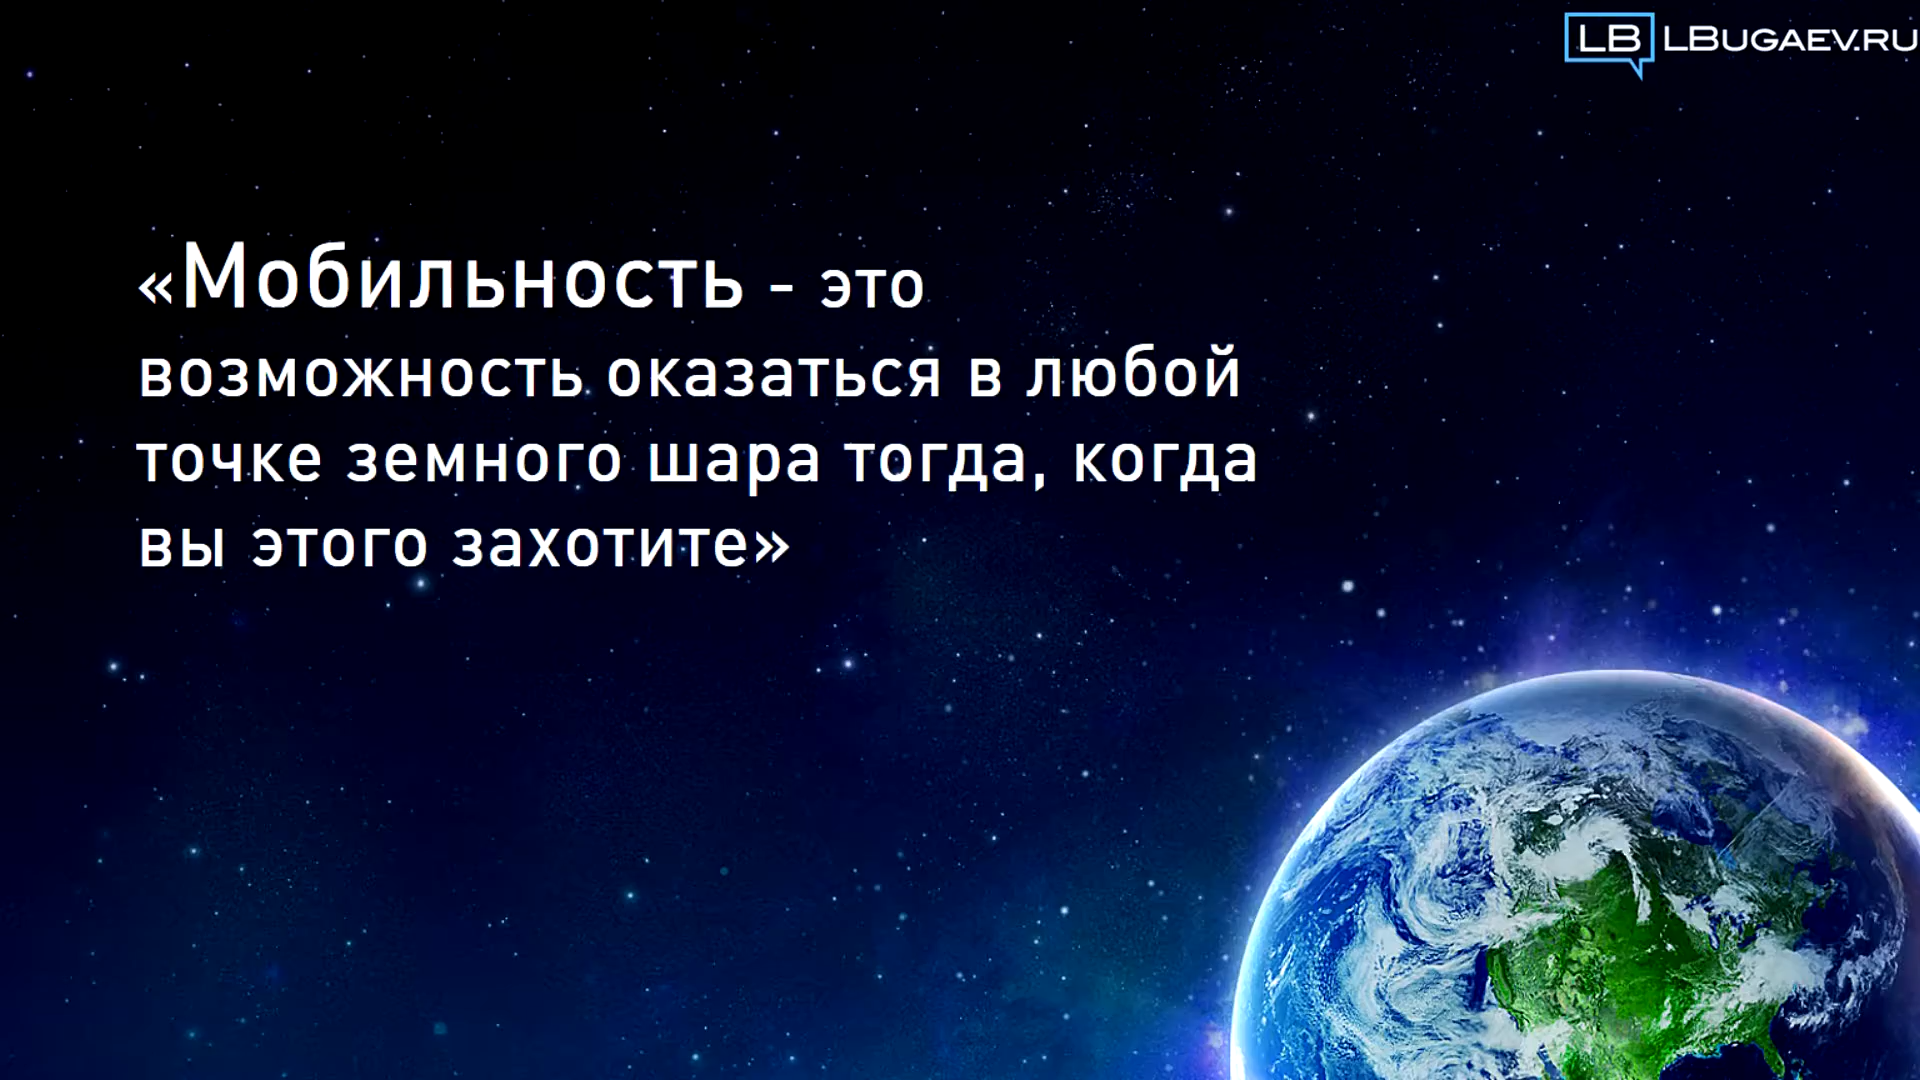 LB LBUGAEV.RU
«Мобильность - это
возможность оказаться в любой
точке земного шара тогда, когда
вы этого захотите»